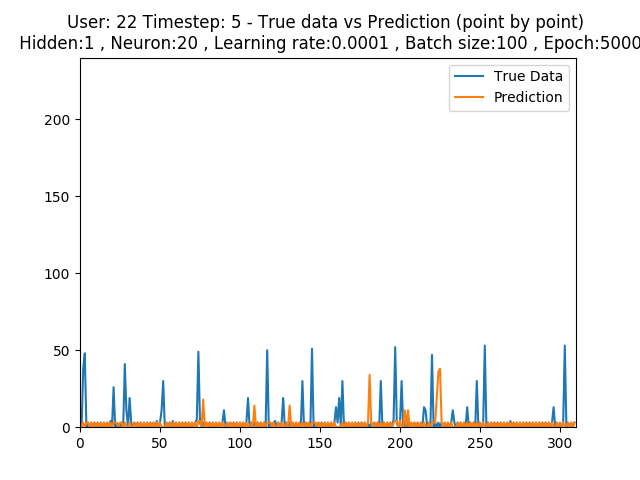 User: 22 Timestep: 5 - True data vs Prediction (point by point)
Hidden:1 , Neuron:20 , Learning rate:0.0001 , Batch size:100 , Epoch:5000
True Data
Prediction
200
150
100
50
0
0 50 100 150 200 250 300